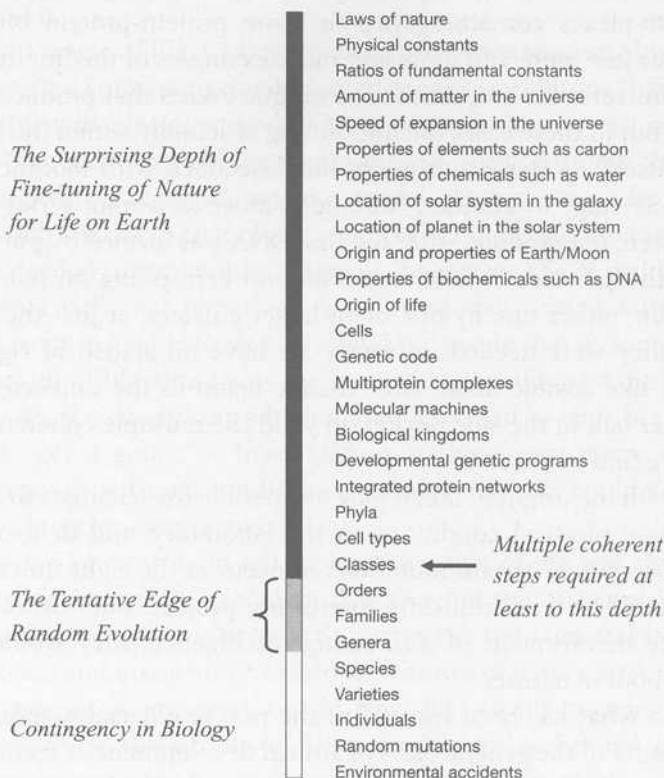 The Surprising Depth of
Fine-tuning of Nature
for Life on Earth
The Tentative Edge of
Random Evolution
Contingency in Biology
Laws of nature
Physical constants
Ratios of fundamental constants
Amount of matter in the universe
Speed of expansion in the universe
Properties of elements such as carbon
Properties of chemicals such as water
Location of solar system in the galaxy
Location of planet in the solar system
Origin and properties of Earth/Moon
Properties of biochemicals such as DNA
Origin of life
Cells
Genetic code
Multiprotein complexes
Molecular machines
Biological kingdoms
Developmental genetic programs
Integrated protein networks
Phyla
Cell types
Classes
Orders
Families
Genera
Species
Varieties
Individuals
Random mutations
Environmental accidents
Multiple coherent
steps required at
least to this depth